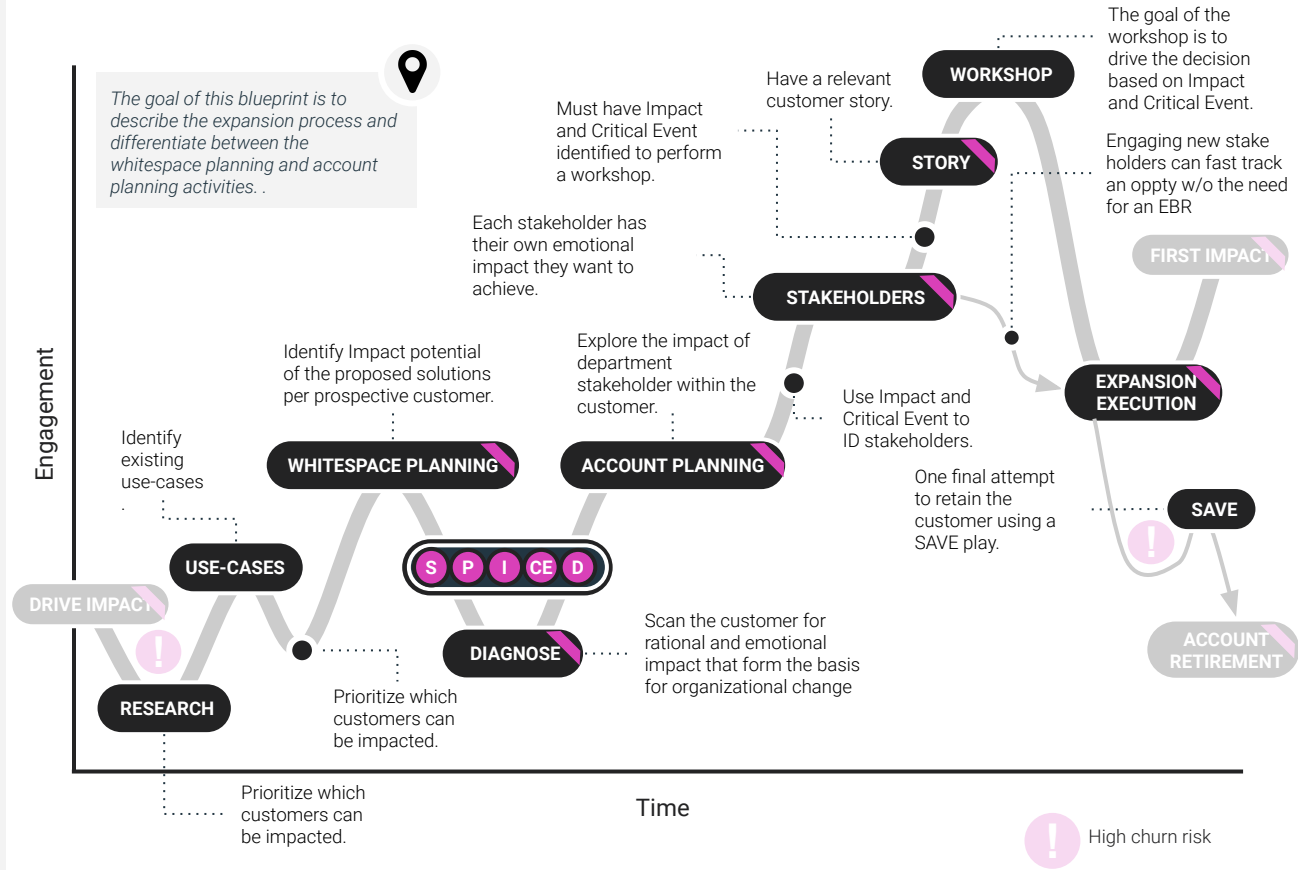 The goal of this blueprint is to
describe the expansion process and
differentiate between the
whitespace planning and account
planning activities. .
The goal of the
workshop is to
drive the decision
based on Impact
and Critical Event.
WORKSHOP
Have a relevant
customer story.
Must have Impact
and Critical Event
identified to perform
a workshop.
STORY
Engaging new stake
holders can fast track
an oppty w/o the need
for an EBR
Each stakeholder has
their own emotional
impact they want to
achieve.
FIRST IMPACT
STAKEHOLDERS
Engagement
Identify Impact potential
of the proposed solutions
per prospective customer.
Explore the impact of
department
stakeholder within the
customer.
EXPANSION
EXECUTION
Use Impact and
Critical Event to
ID stakeholders.
Identify
existing
use-cases
.
WHITESPACE PLANNING
ACCOUNT PLANNING
One final attempt
to retain the
customer using a
SAVE play.
SAVE
USE-CASES
S P I CE D
!
DRIVE IMPACT
!
DIAGNOSE
Scan the customer for
rational and emotional
impact that form the basis
for organizational change
ACCOUNT
RETIREMENT
RESEARCH
Prioritize which
customers can
be impacted.
Prioritize which
customers can
be impacted.
Time
!
High churn risk